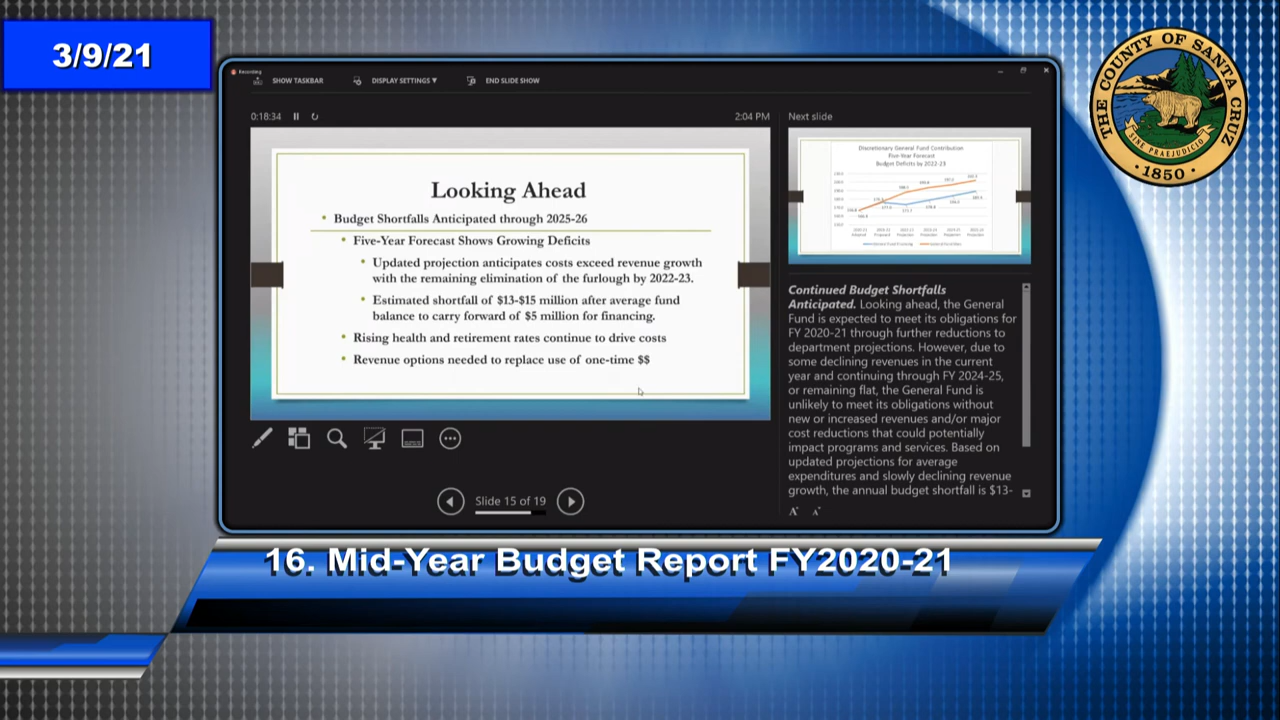 3/9/21
Recording
SHOW TASKBAR
DISPLAY SETTINGS ▼
END SLIDE SHOW
0:18:34
2:04 PM
Next slide
Looking Ahead
• Budget Shortfalls Anticipated through 2025-26
• Five-Year Forecast Shows Growing Deficits
• Updated projection anticipates costs exceed revenue growth
with the remaining elimination of the furlough by 2022-23.
• Estimated shortfall of $13-$15 million after average fund
balance to carry forward of $5 million for financing.
• Rising health and retirement rates continue to drive costs
• Revenue options needed to replace use of one-time $$
Discretionary General Fund Contribution
Five-Year Forecast
Budget Deficits by 2022-23
Continued Budget Shortfalls
Anticipated. Looking ahead, the General
Fund is expected to meet its obligations for
FY 2020-21 through further reductions to
department projections. However, due to
some declining revenues in the current
year and continuing through FY 2024-25,
or remaining flat, the General Fund is
unlikely to meet its obligations without
new or increased revenues and/or major
cost reductions that could potentially
impact programs and services. Based on
updated projections for average
expenditures and slowly declining revenue
growth, the annual budget shortfall is $13-
Slide 15 of 19
A A
THE COUNTY OF SANTA CRUZ
SINE PRAEJUDICIO
• 1850 •
16. Mid-Year Budget Report FY2020-21